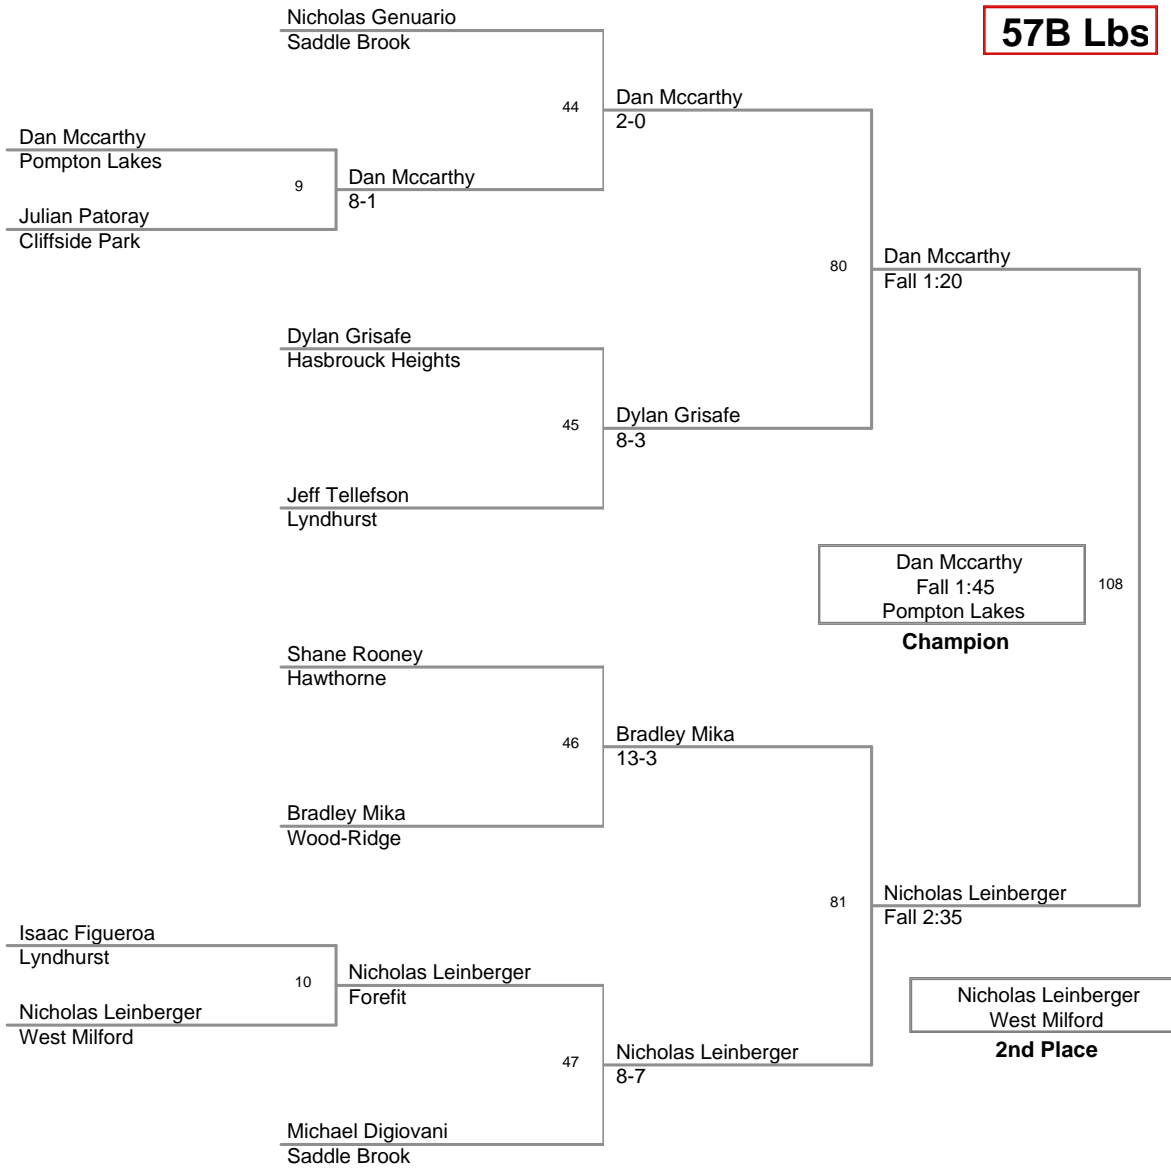 Nicholas Genuario
Saddle Brook
57B Lbs
44
Dan Mccarthy
2-0
Dan Mccarthy
Pompton Lakes
9
Dan Mccarthy
8-1
Julian Patoray
Cliffside Park
80
Dan Mccarthy
Fall 1:20
Dylan Grisafe
Hasbrouck Heights
45
Dylan Grisafe
8-3
Jeff Tellefson
Lyndhurst
Dan Mccarthy
Fall 1:45
Pompton Lakes
Champion
108
Shane Rooney
Hawthorne
46
Bradley Mika
13-3
Bradley Mika
Wood-Ridge
81
Nicholas Leinberger
Fall 2:35
Isaac Figueroa
Lyndhurst
10
Nicholas Leinberger
Forefit
Nicholas Leinberger
West Milford
Nicholas Leinberger
West Milford
2nd Place
47
Nicholas Leinberger
8-7
Michael Digiovani
Saddle Brook